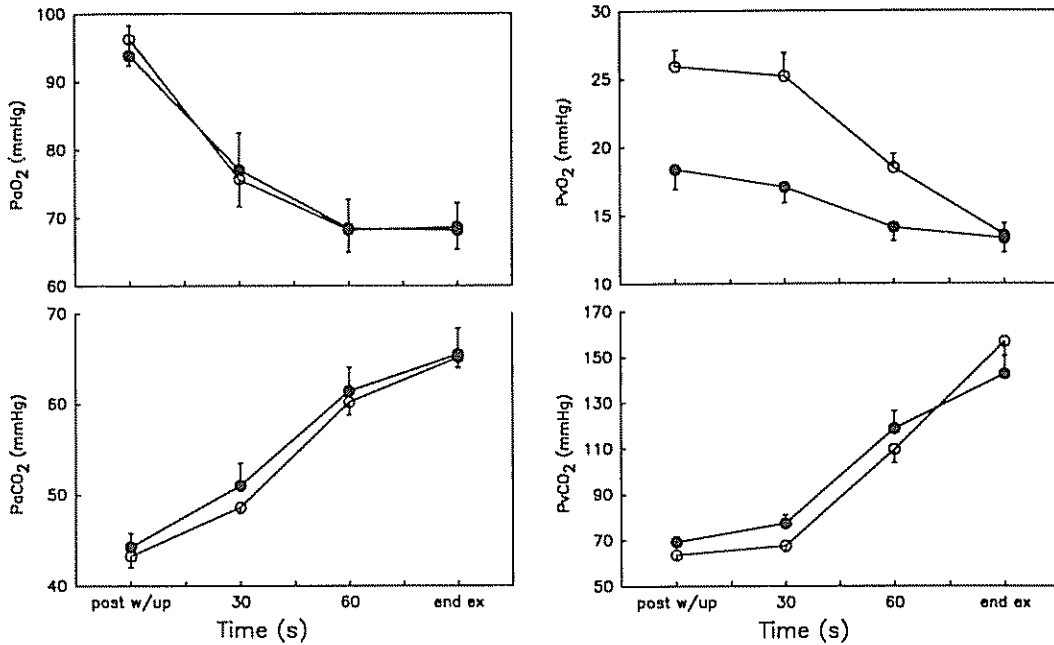 100
90
80
70
60
PaO2 (mmHg)
30
25
20
15
10
PvO2 (mmHg)
70
60
50
40
PaCO2 (mmHg)
post w/up 30 60 end ex
Time (s)
170
150
130
110
90
70
50
PvCO2 (mmHg)
post w/up 30 60 end ex
Time (s)